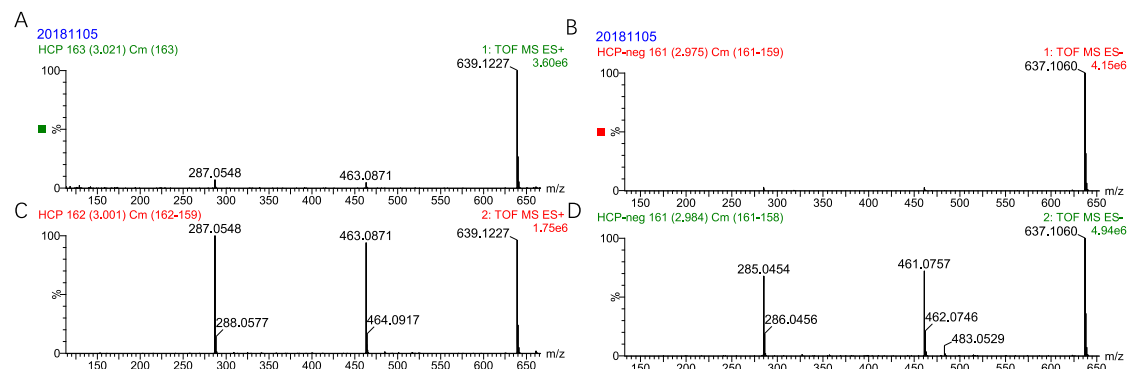 A
20181105
HCP 163 (3.021) Cm (163)
1: TOF MS ES+
3.60e6
100
%
0
639.1227
287.0548
463.0871
m/z
150 200 250 300 350 400 450 500 550 600 650
B
20181105
HCP-neg 161 (2.975) Cm (161-159)
1: TOF MS ES-
4.15e6
100
%
0
637.1060
m/z
150 200 250 300 350 400 450 500 550 600 650
C
HCP 162 (3.001) Cm (162-159)
2: TOF MS ES+
1.75e6
100
%
0
287.0548
463.0871
639.1227
288.0577
464.0917
m/z
150 200 250 300 350 400 450 500 550 600 650
D
HCP-neg 161 (2.984) Cm (161-158)
2: TOF MS ES-
4.94e6
100
%
0
637.1060
285.0454
461.0757
286.0456
462.0746
483.0529
m/z
150 200 250 300 350 400 450 500 550 600 650